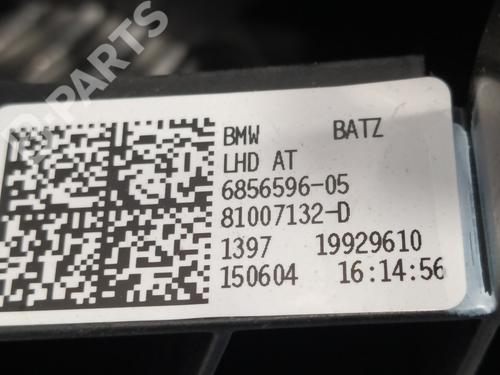 B-PARTS
BMW BATZ
LHD AT
6856596-05
81007132-D
1397 19929610
150604 16:14:56